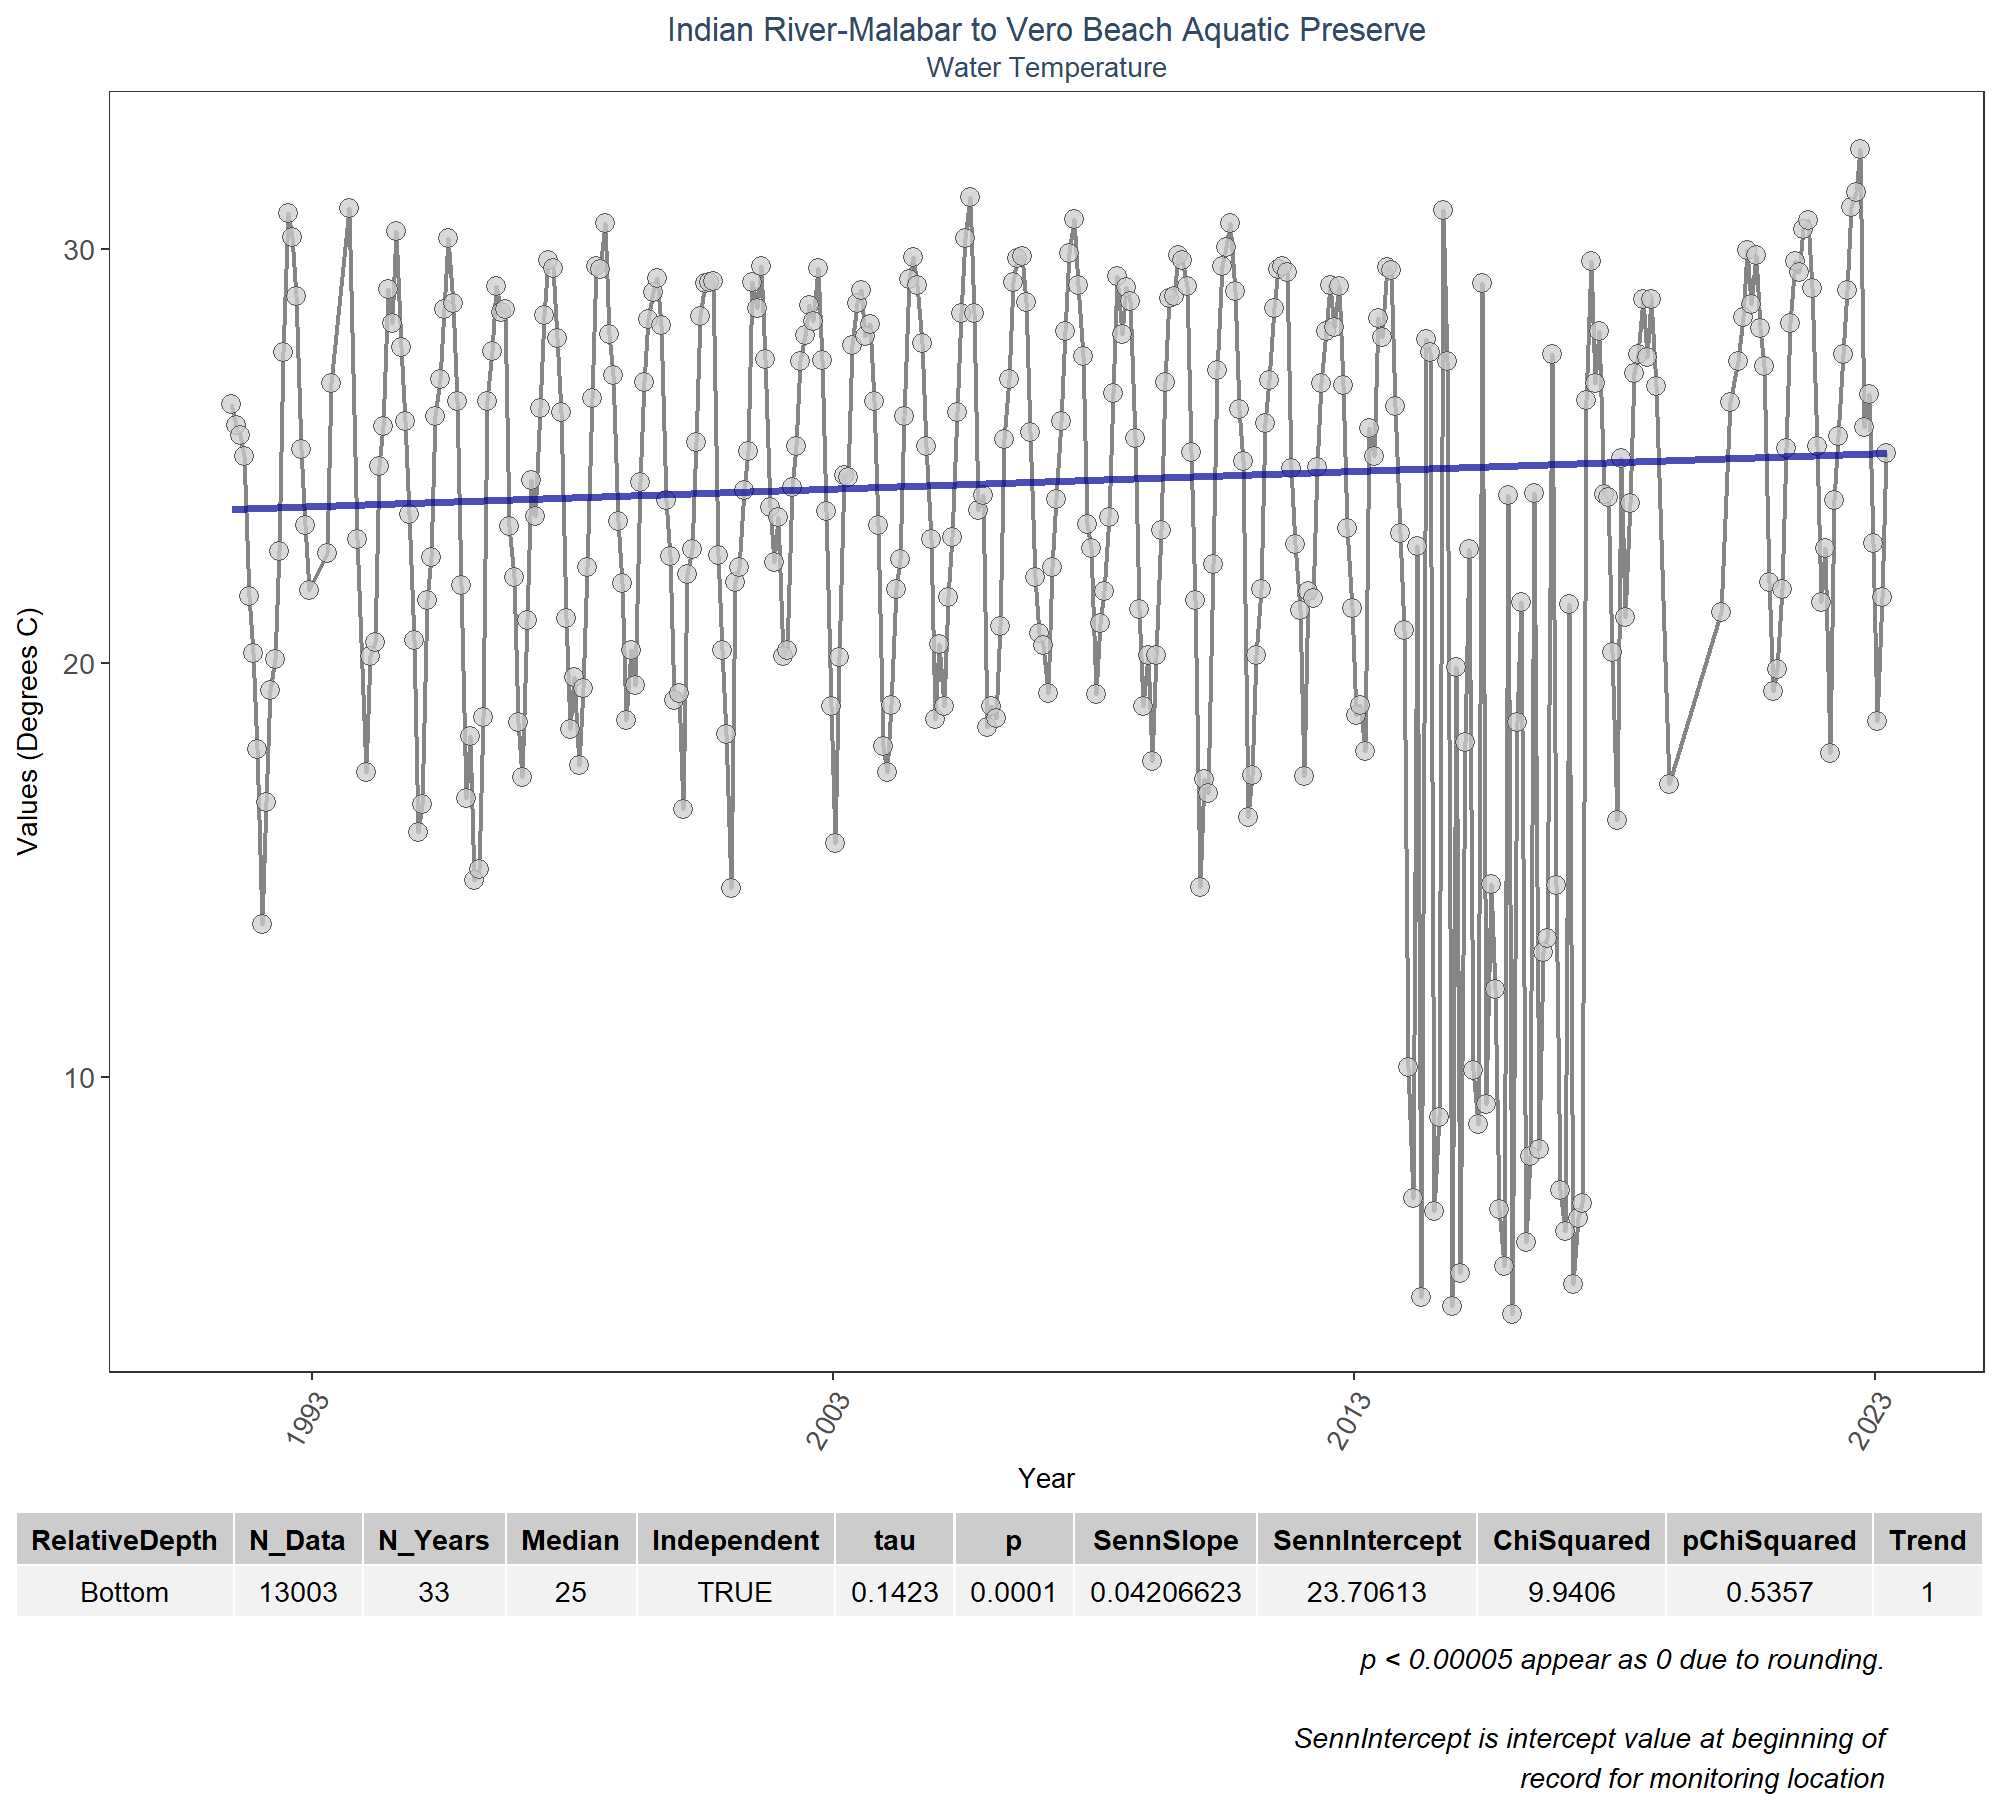 Indian River-Malabar to Vero Beach Aquatic Preserve
Water Temperature
Values (Degrees C)
30
20
10
1993
2003
2013
2023
Year
RelativeDepth N_Data N_Years Median Independent tau p SennSlope SennIntercept ChiSquared pChiSquared Trend
Bottom 13003 33 25 TRUE 0.1423 0.0001 0.04206623 23.70613 9.9406 0.5357 1
p < 0.00005 appear as 0 due to rounding.
SennIntercept is intercept value at beginning of
record for monitoring location